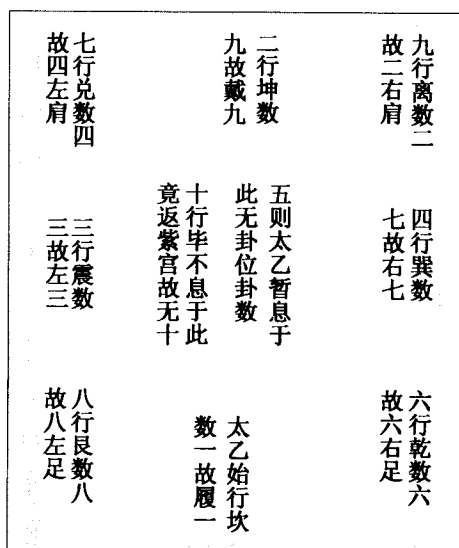 九行离数二
故二右肩
二行坤数
九故戴九
七行兑数四
故四左肩
四行巽数
七故右七
五则太乙暂息于
此无卦位卦数
十行毕不息于此
竟返紫宫故无十
三行震数
三故左三
六行乾数六
故六右足
太乙始行坎
数一故履一
八行艮数八
故八左足